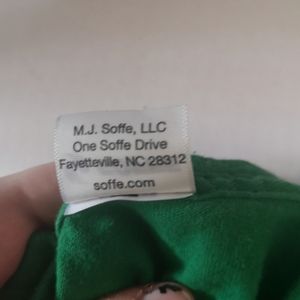 M.J. Soffe, LLC
One Soffe Drive
Fayetteville, NC 28312
soffe.com